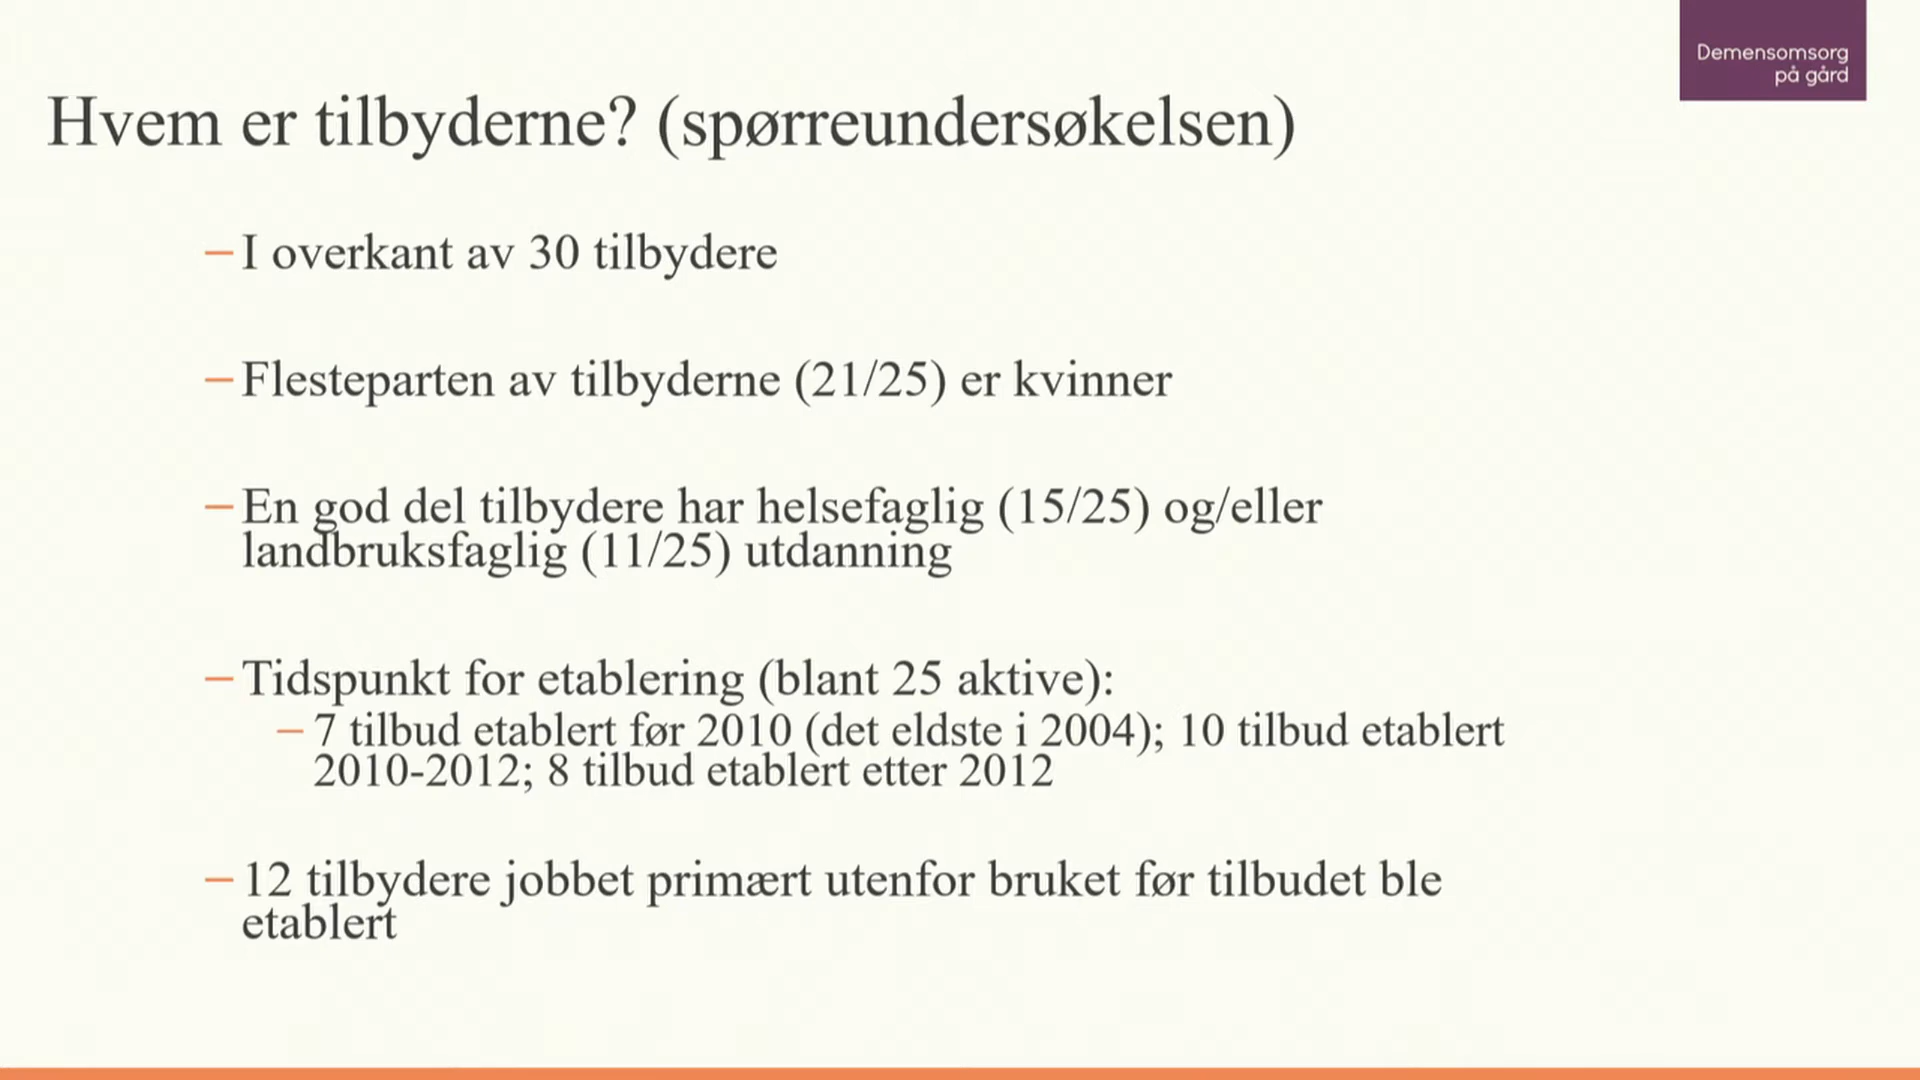 Demensomsorg
på gård
Hvem er tilbyderne? (spørreundersøkelsen)
– I overkant av 30 tilbydere
– Flesteparten av tilbyderne (21/25) er kvinner
– En god del tilbydere har helsefaglig (15/25) og/eller
landbruksfaglig (11/25) utdanning
– Tidspunkt for etablering (blant 25 aktive):
– 7 tilbud etablert før 2010 (det eldste i 2004); 10 tilbud etablert
2010-2012; 8 tilbud etablert etter 2012
– 12 tilbydere jobbet primært utenfor bruket før tilbudet ble
etablert